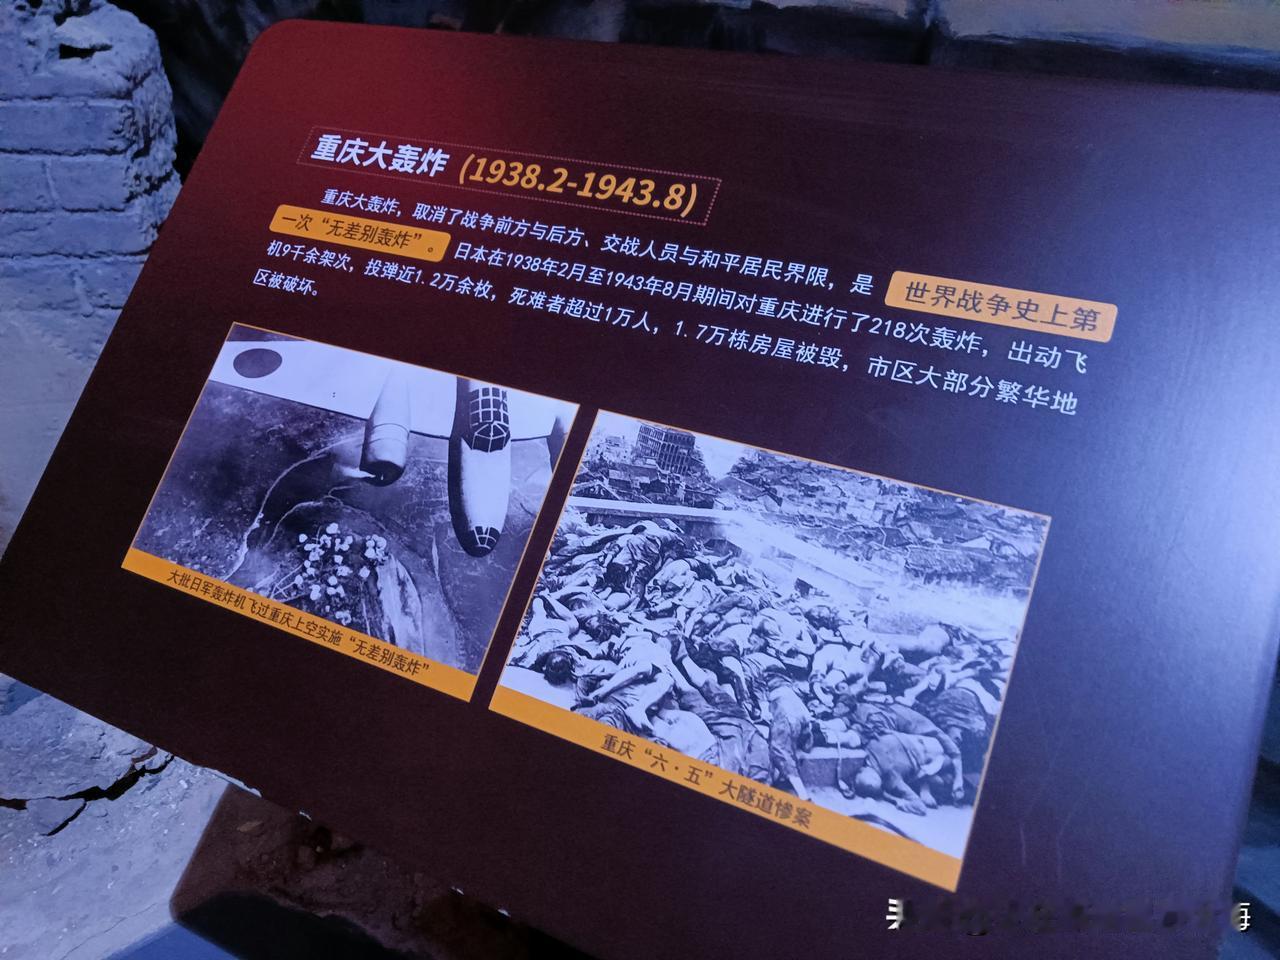 重庆大轰炸 (1938.2-1943.8)
重庆大轰炸，取消了战争前方与后方、交战人员与和平居民界限，是 世界战争史上第
一次“无差别轰炸”。 日本在1938年2月至1943年8月期间对重庆进行了218次轰炸，出动飞
机9千余架次，投弹近1.2万余枚，死难者超过1万人，1.7万栋房屋被毁，市区大部分繁华地
区被破坏。
大批日军轰炸机飞过重庆上空实施“无差别轰炸”
重庆“六·五”大隧道惨案